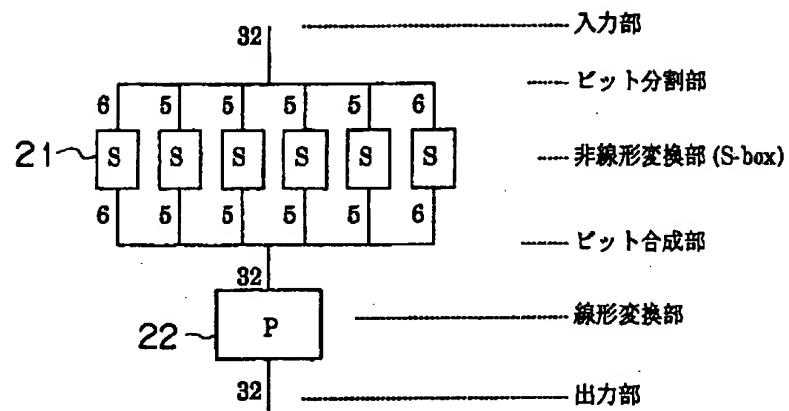 32 入力部
ビット分割部
6 5 5 5 5 6
21 S S S S S S 非線形変換部 (S-box)
6 5 5 5 5 6
ビット合成部
32
22 P 線形変換部
32 出力部